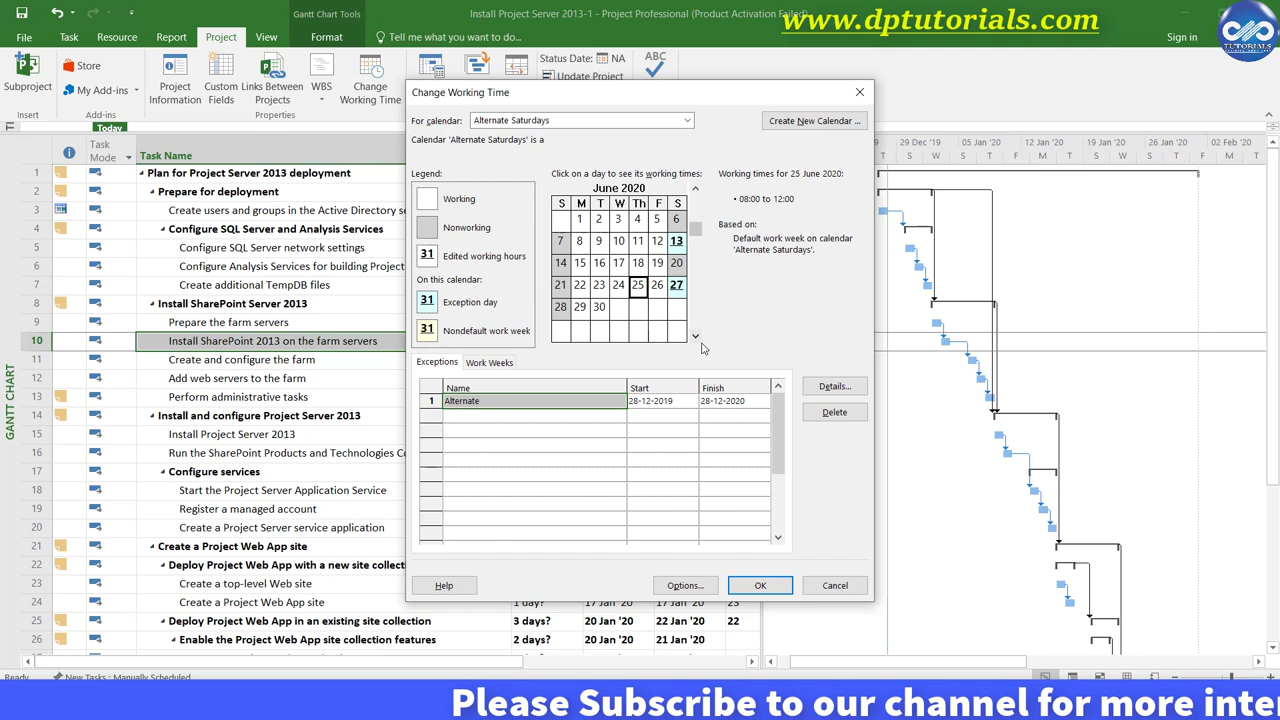 Gantt Chart Tools
Install Project Server 2013-1 - Project Professional (Product Activation Failed)
www.dptutorials.com
TUTORIALS
File Task Resource Report Project View Format Tell me what you want to do... Sign in
Subproject
Insert
Store
My Add-ins
Add-ins
Project Information
Custom Fields
Links Between Projects
WBS
Change Working Time
Properties
Status Date: NA
Update Project
ABC
Today
Task Mode
Task Name
1 Plan for Project Server 2013 deployment
2 Prepare for deployment
3 Create users and groups in the Active Directory se
4 Configure SQL Server and Analysis Services
5 Configure SQL Server network settings
6 Configure Analysis Services for building Project
7 Create additional TempDB files
8 Install SharePoint Server 2013
9 Prepare the farm servers
10 Install SharePoint 2013 on the farm servers
11 Create and configure the farm
12 Add web servers to the farm
13 Perform administrative tasks
14 Install and configure Project Server 2013
15 Install Project Server 2013
16 Run the SharePoint Products and Technologies Co
17 Configure services
18 Start the Project Server Application Service
19 Register a managed account
20 Create a Project Server service application
21 Create a Project Web App site
22 Deploy Project Web App with a new site collect
23 Create a top-level Web site
24 Create a Project Web App site 1 day? 17 Jan '20 17 Jan '20 23
25 Deploy Project Web App in an existing site collection 3 days? 20 Jan '20 22 Jan '20 22
26 Enable the Project Web App site collection features 2 days? 20 Jan '20 21 Jan '20
GANTT CHART
29 Dec '19 05 Jan '20 12 Jan '20 19 Jan '20 26 Jan '20 02 Feb '20
T S W F M T S W F M T S W F M T
Change Working Time
For calendar: Alternate Saturdays
Create New Calendar ...
Calendar 'Alternate Saturdays' is a
Legend:
Working
Nonworking
31 Edited working hours
On this calendar:
31 Exception day
31 Nondefault work week
Click on a day to see its working times:
June 2020
S M T W Th F S
1 2 3 4 5 6
7 8 9 10 11 12 13
14 15 16 17 18 19 20
21 22 23 24 25 26 27
28 29 30
Working times for 25 June 2020:
• 08:00 to 12:00
Based on:
Default work week on calendar
'Alternate Saturdays'.
Exceptions Work Weeks
Name Start Finish
1 Alternate 28-12-2019 28-12-2020
Details...
Delete
Help Options... OK Cancel
Ready New Tasks : Manually Scheduled
Please Subscribe to our channel for more inte